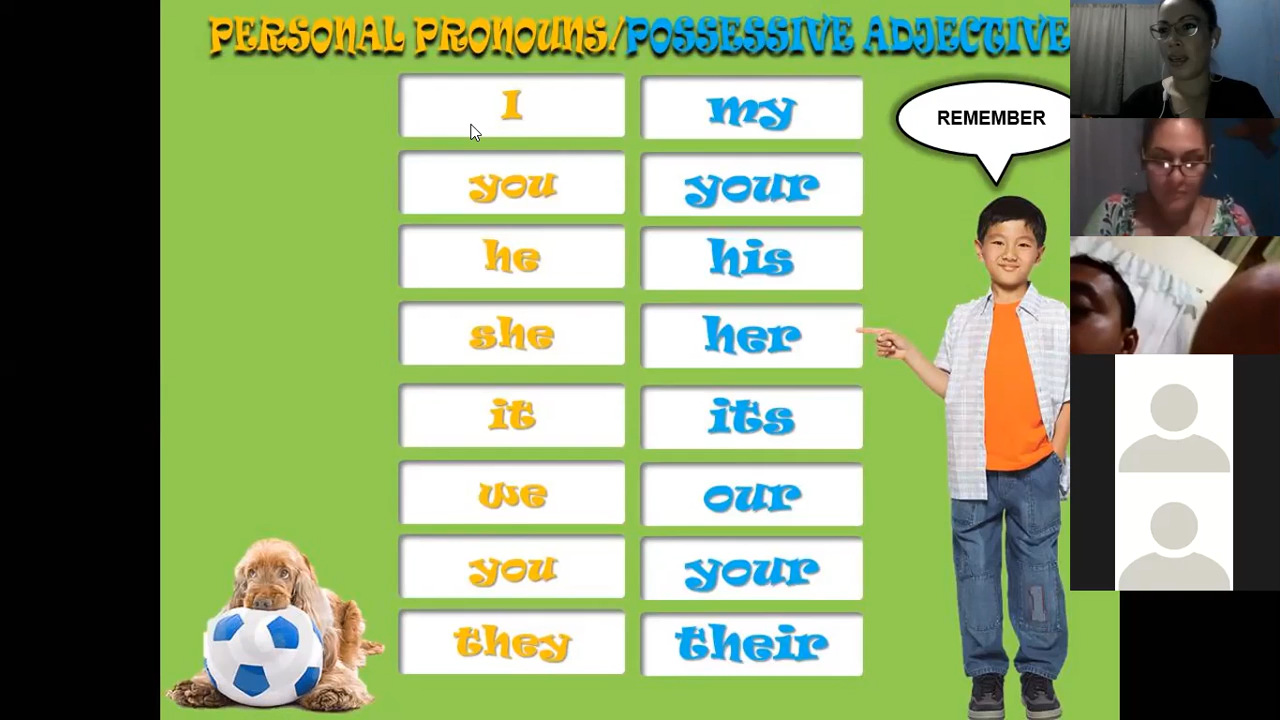 PERSONAL PRONOUNS/POSSESSIVE ADJECTIVE
I my
REMEMBER
you your
he his
she her
it its
we our
you your
they their